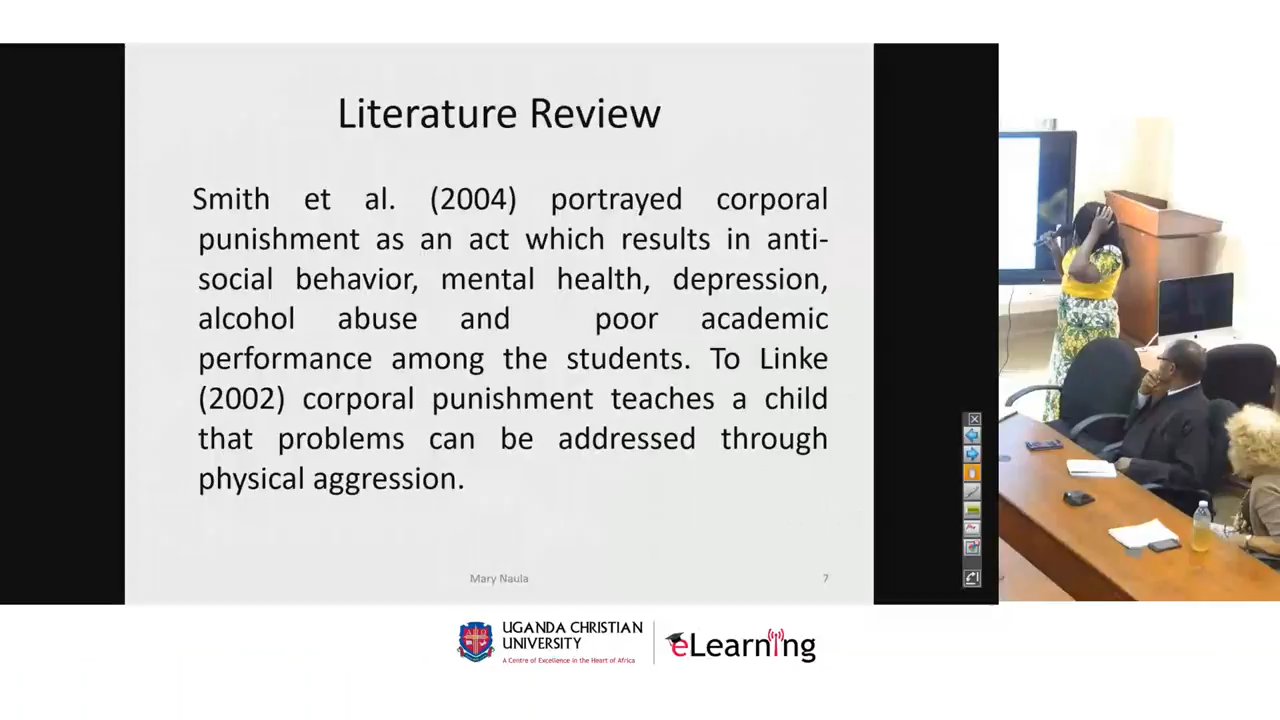 Literature Review
Smith et al. (2004) portrayed corporal
punishment as an act which results in anti-
social behavior, mental health, depression,
alcohol abuse and poor academic
performance among the students. To Linke
(2002) corporal punishment teaches a child
that problems can be addressed through
physical aggression.
Mary Naula
7
UGANDA CHRISTIAN
UNIVERSITY
A Centre of Excellence in the Heart of Africa
eLearning